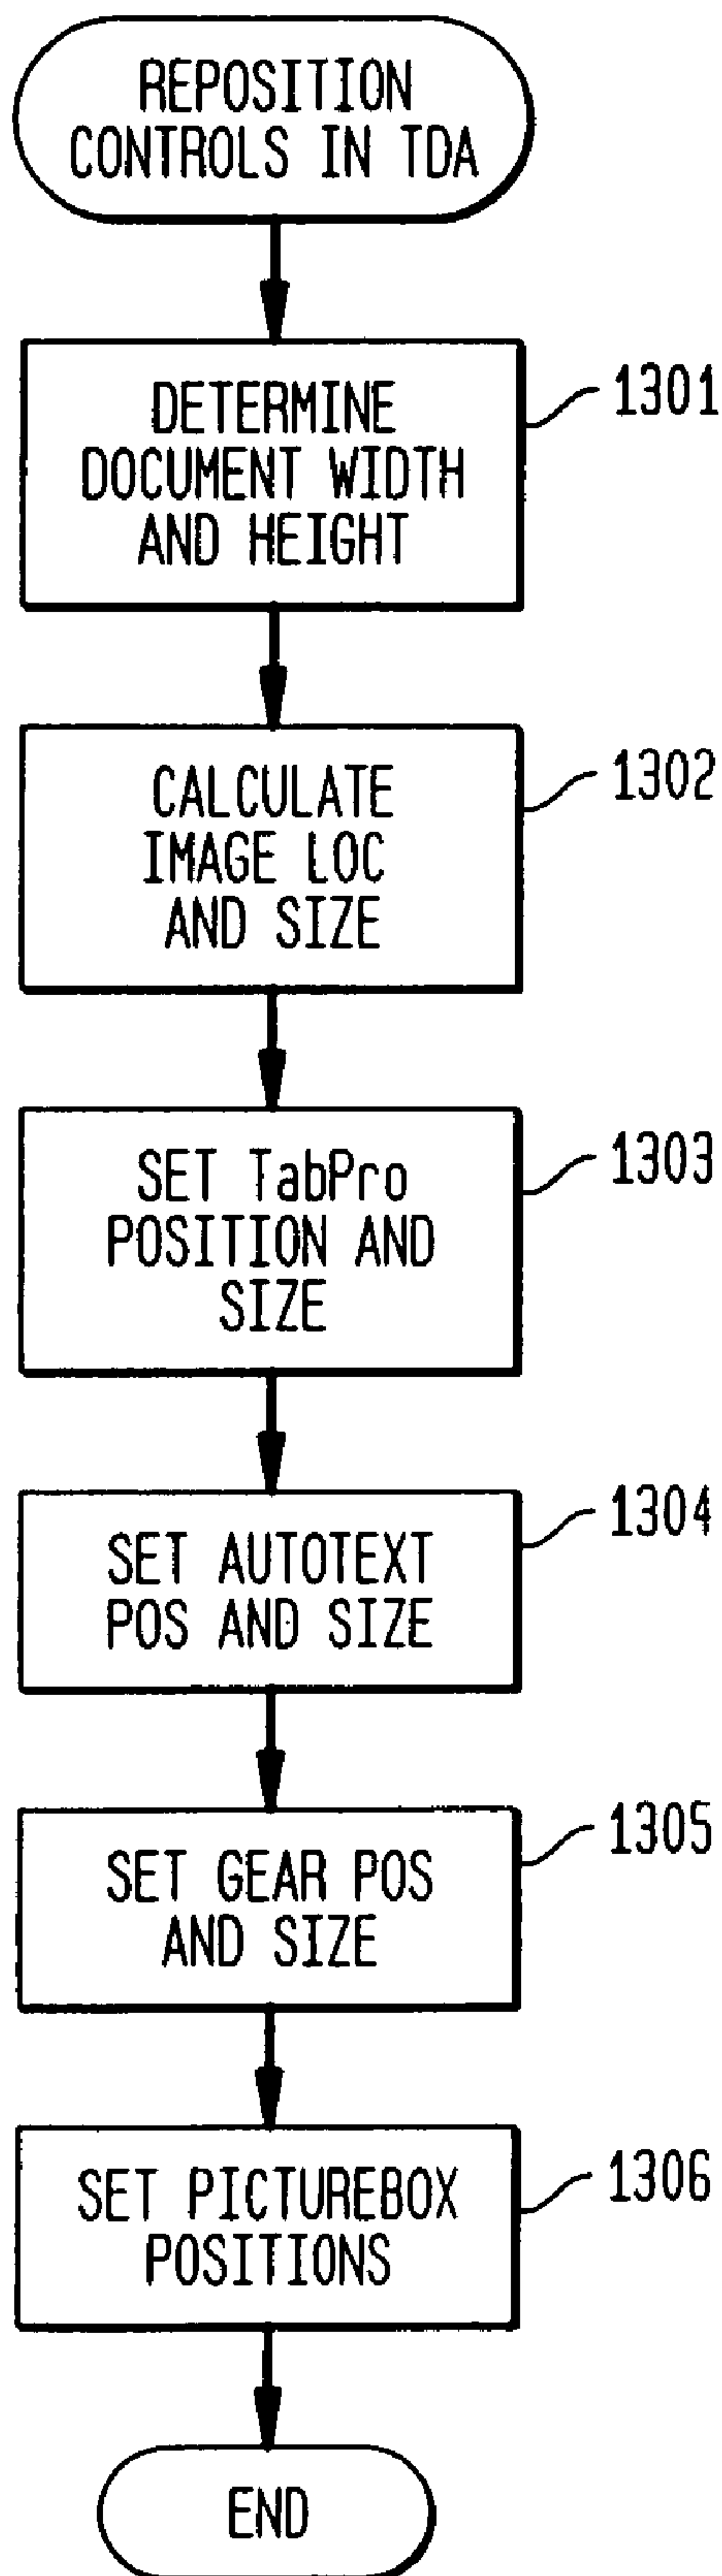 REPOSITION
CONTROLS IN TDA
DETERMINE
DOCUMENT WIDTH
AND HEIGHT
1301
CALCULATE
IMAGE LOC
AND SIZE
1302
SET TabPro
POSITION AND
SIZE
1303
SET AUTOTEXT
POS AND SIZE
1304
SET GEAR POS
AND SIZE
1305
SET PICTUREBOX
POSITIONS
1306
END